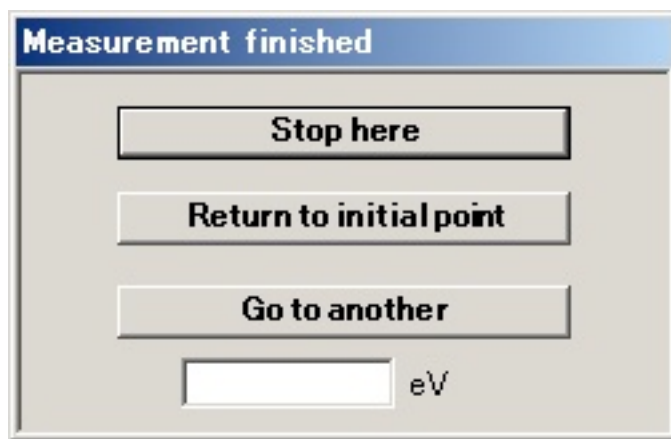 Measurement finished
Stop here
Return to initial point
Go to another
eV